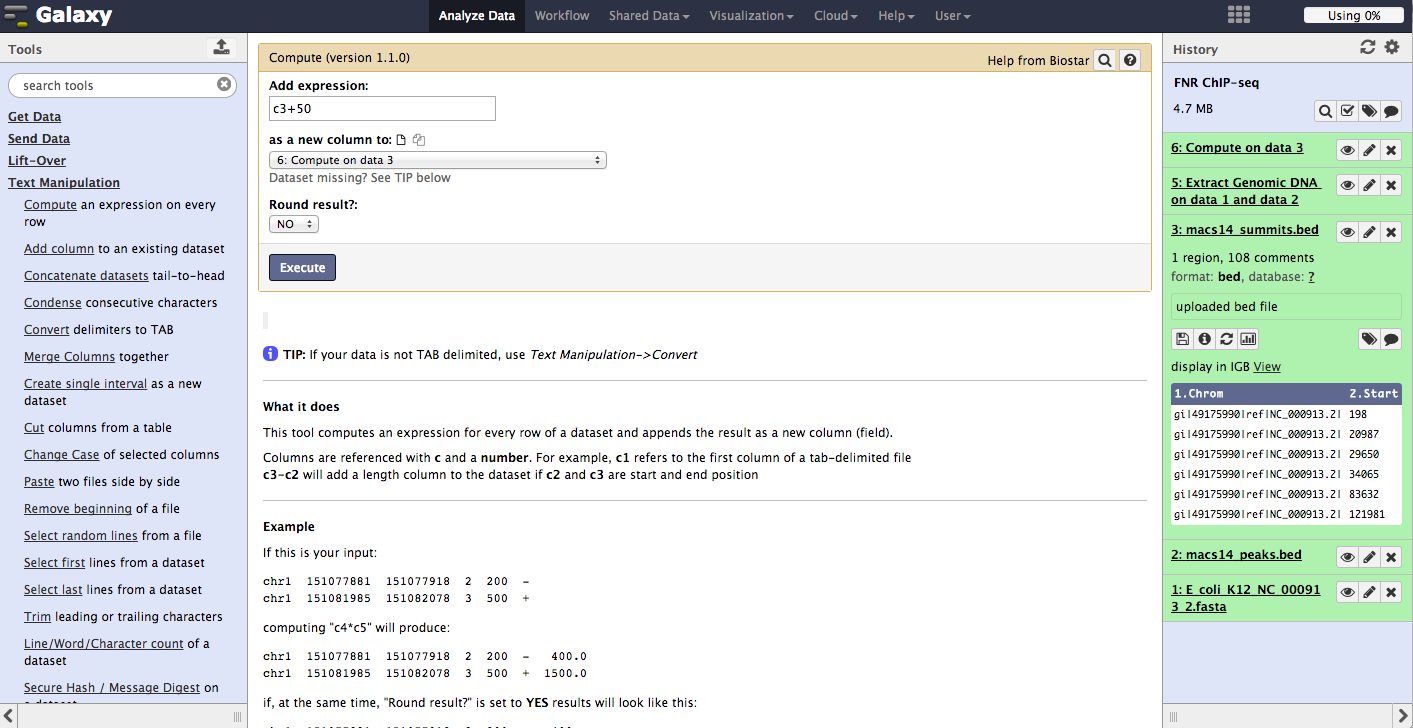 Galaxy
Analyze Data Workflow Shared Data Visualization Cloud Help User
Using 0%
Tools
search tools
Get Data
Send Data
Lift-Over
Text Manipulation
Compute an expression on every
row
Add column to an existing dataset
Concatenate datasets tail-to-head
Condense consecutive characters
Convert delimiters to TAB
Merge Columns together
Create single interval as a new
dataset
Cut columns from a table
Change Case of selected columns
Paste two files side by side
Remove beginning of a file
Select random lines from a file
Select first lines from a dataset
Select last lines from a dataset
Trim leading or trailing characters
Line/Word/Character count of a
dataset
Secure Hash / Message Digest on
Compute (version 1.1.0)
Help from Biostar
Add expression:
c3+50
as a new column to:
6: Compute on data 3
Dataset missing? See TIP below
Round result?:
NO
Execute
TIP: If your data is not TAB delimited, use Text Manipulation->Convert
What it does
This tool computes an expression for every row of a dataset and appends the result as a new column (field).
Columns are referenced with c and a number. For example, c1 refers to the first column of a tab-delimited file
c3-c2 will add a length column to the dataset if c2 and c3 are start and end position
Example
If this is your input:
chr1 151077881 151077918 2 200 -
chr1 151081985 151082078 3 500 +
computing "c4*c5" will produce:
chr1 151077881 151077918 2 200 - 400.0
chr1 151081985 151082078 3 500 + 1500.0
if, at the same time, "Round result?" is set to YES results will look like this:
History
FNR ChIP-seq
4.7 MB
6: Compute on data 3
5: Extract Genomic DNA
on data 1 and data 2
3: macs14_summits.bed
1 region, 108 comments
format: bed, database: ?
uploaded bed file
display in IGB View
1.Chrom 2.Start
gi|49175990|ref|NC_000913.2| 198
gi|49175990|ref|NC_000913.2| 20987
gi|49175990|ref|NC_000913.2| 29650
gi|49175990|ref|NC_000913.2| 34065
gi|49175990|ref|NC_000913.2| 83632
gi|49175990|ref|NC_000913.2| 121981
2: macs14_peaks.bed
1: E_coli_K12_NC_00091
3_2.fasta